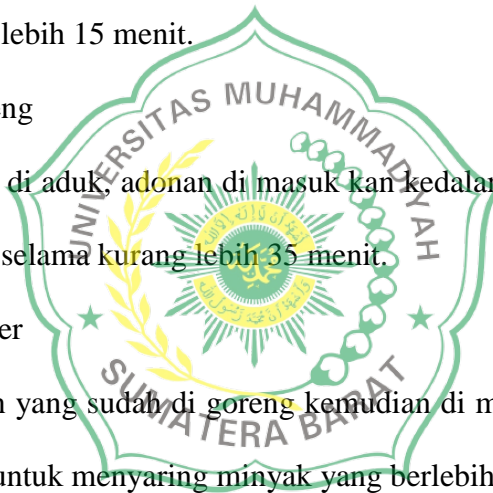 lebih 15 menit.
eng
di aduk, adonan di masuk kan kedalam
selama kurang lebih 35 menit.
er
yang sudah di goreng kemudian di m
untuk menyaring minyak yang berlebih
UNIVERSITAS MUHAMMADIYAH
SUMATERA BARAT